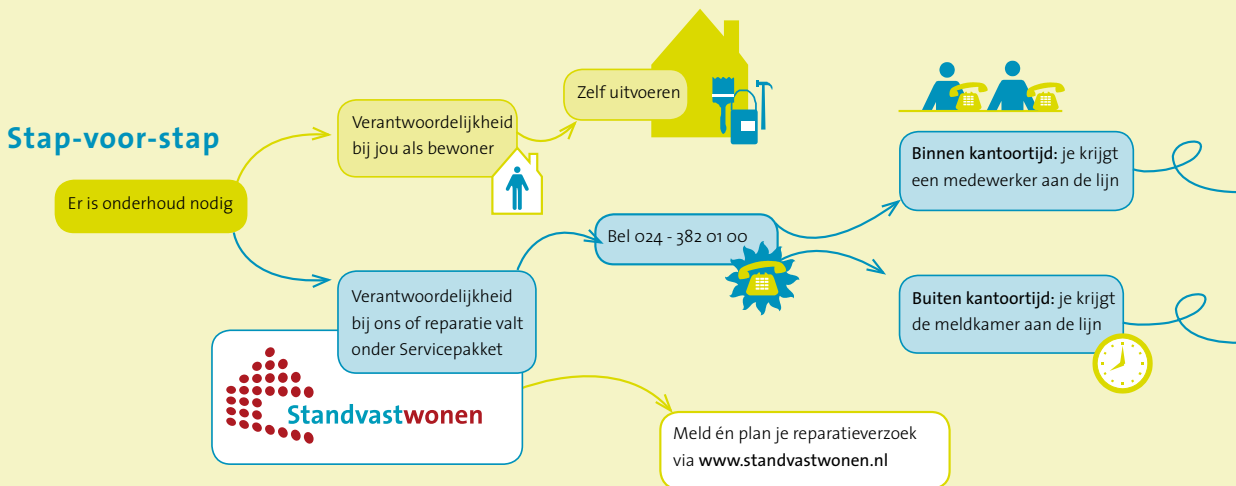 Stap-voor-stap
Er is onderhoud nodig
Verantwoordelijkheid
bij jou als bewoner
Zelf uitvoeren
Verantwoordelijkheid
bij ons of reparatie valt
onder Servicepakket
Standvastwonen
Bel 024 - 382 01 00
Binnen kantoortijd: je krijgt
een medewerker aan de lijn
Buiten kantoortijd: je krijgt
de meldkamer aan de lijn
Meld én plan je reparatieverzoek
via www.standvastwonen.nl